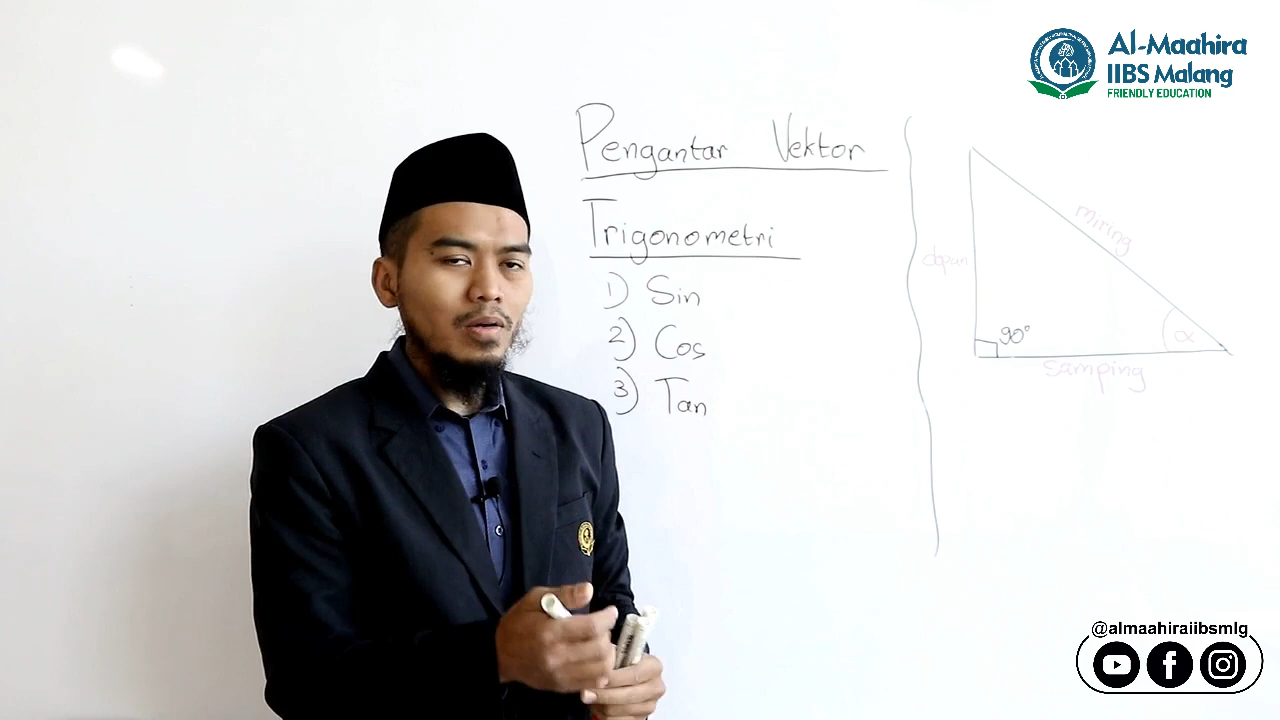 Al-Maahira
IIBS Malang
FRIENDLY EDUCATION
Pengantar Vektor
Trigonometri
1) Sin
2) Cos
3) Tan
miring
depan
90°
α
samping
@almaahiraiibsmlg